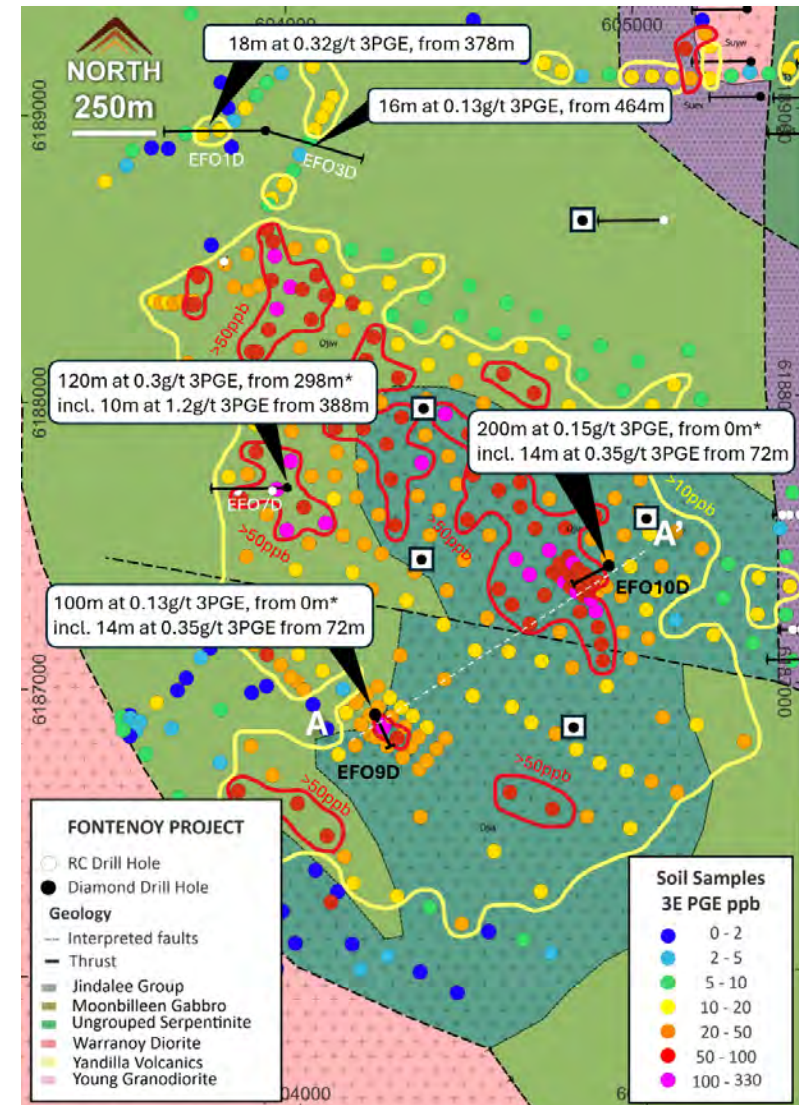 604000
605000
18m at 0.32g/t 3PGE, from 378m
NORTH
250m
Suyw
6189000
16m at 0.13g/t 3PGE, from 464m
EFO1D
EFO3D
>50ppb
Ojiw
6188000
120m at 0.3g/t 3PGE, from 298m*
incl. 10m at 1.2g/t 3PGE from 388m
200m at 0.15g/t 3PGE, from 0m*
incl. 14m at 0.35g/t 3PGE from 72m
>10ppb
EFO7D
>50ppb
>50ppb
A'
EFO10D
100m at 0.13g/t 3PGE, from 0m*
incl. 14m at 0.35g/t 3PGE from 72m
6187000
6187000
A
EFO9D
>50ppb
>50ppb
FONTENOY PROJECT
RC Drill Hole
Diamond Drill Hole
Geology
Interpreted faults
Thrust
Jindalee Group
Moonbilleen Gabbro
Ungrouped Serpentinite
Warranoy Diorite
Yandilla Volcanics
Young Granodiorite
Soil Samples
3E PGE ppb
0 - 2
2 - 5
5 - 10
10 - 20
20 - 50
50 - 100
100 - 330